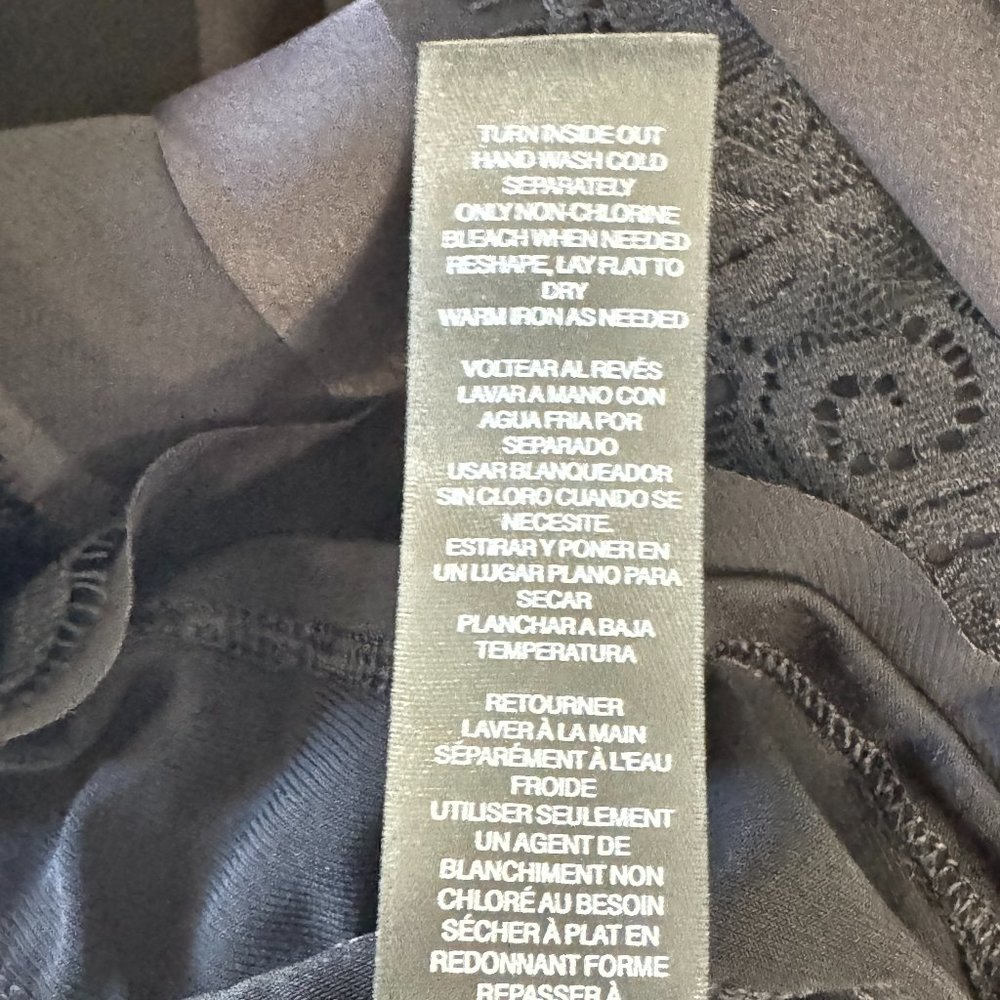 TURN INSIDE OUT
HAND WASH COLD
SEPARATELY
ONLY NON-CHLORINE
BLEACH WHEN NEEDED
RESHAPE, LAY FLAT TO
DRY
WARM IRON AS NEEDED
VOLTEAR AL REVÉS
LAVAR A MANO CON
AGUA FRIA POR
SEPARADO
USAR BLANQUEADOR
SIN CLORO CUANDO SE
NECESITE
ESTIRAR Y PONER EN
UN LUGAR PLANO PARA
SECAR
PLANCHAR A BAJA
TEMPERATURA
RETOURNER
LAVER À LA MAIN
SÉPARÉMENT À L'EAU
FROIDE
UTILISER SEULEMENT
UN AGENT DE
BLANCHIMENT NON
CHLORÉ AU BESOIN
SÉCHER À PLAT EN
REDONNANT FORME
REPASSER À